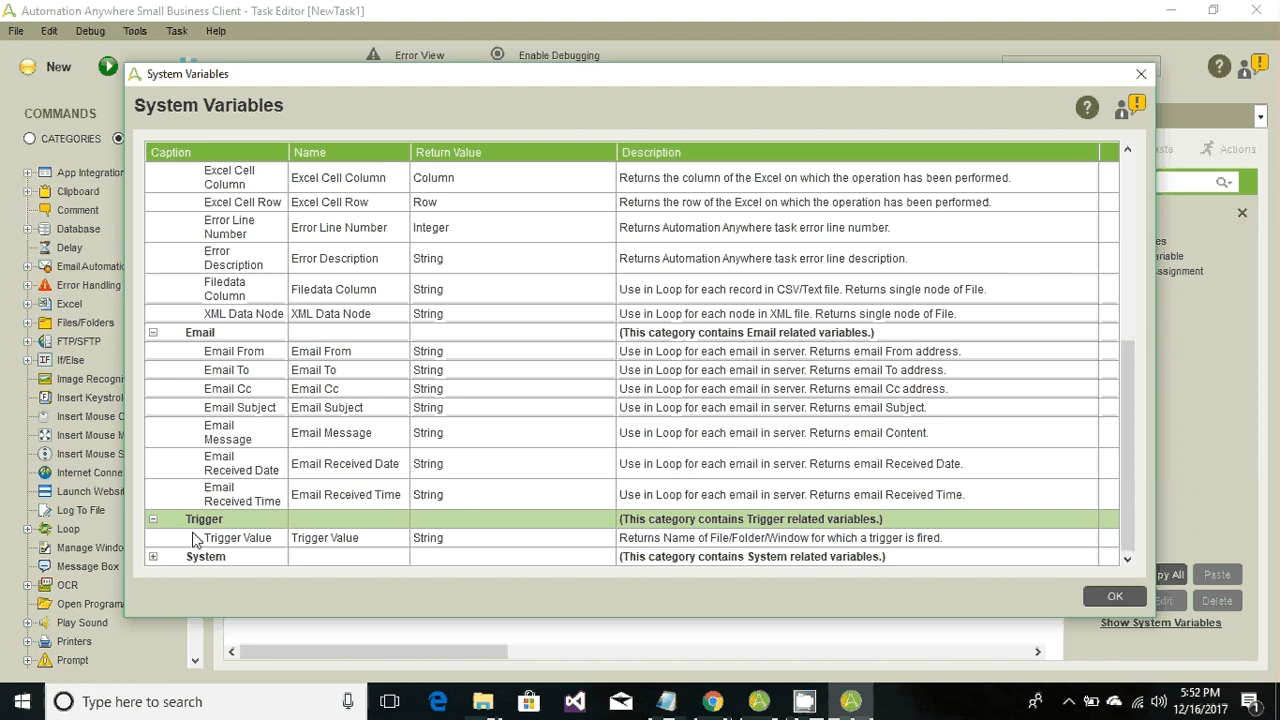 Automation Anywhere Small Business Client - Task Editor [NewTask1]
File Edit Debug Tools Task Help
Error View Enable Debugging
New
System Variables
System Variables
COMMANDS
CATEGORIES
App Integration
Clipboard
Comment
Database
Delay
Email Automatio
Error Handling
Excel
Files/Folders
FTP/SFTP
If/Else
Image Recogni
Insert Keystrok
Insert Mouse C
Insert Mouse M
Insert Mouse S
Internet Conne
Launch Websi
Log To File
Loop
Manage Windo
Message Box
OCR
Open Program
Play Sound
Printers
Prompt
Caption Name Return Value Description
Excel Cell Column Excel Cell Column Column Returns the column of the Excel on which the operation has been performed.
Excel Cell Row Excel Cell Row Row Returns the row of the Excel on which the operation has been performed.
Error Line Number Error Line Number Integer Returns Automation Anywhere task error line number.
Error Description Error Description String Returns Automation Anywhere task error line description.
Filedata Column Filedata Column String Use in Loop for each record in CSV/Text file. Returns single node of File.
XML Data Node XML Data Node String Use in Loop for each node in XML file. Returns single node of File.
Email (This category contains Email related variables.)
Email From Email From String Use in Loop for each email in server. Returns email From address.
Email To Email To String Use in Loop for each email in server. Returns email To address.
Email Cc Email Cc String Use in Loop for each email in server. Returns email Cc address.
Email Subject Email Subject String Use in Loop for each email in server. Returns email Subject.
Email Message Email Message String Use in Loop for each email in server. Returns email Content.
Email Received Date Email Received Date String Use in Loop for each email in server. Returns email Received Date.
Email Received Time Email Received Time String Use in Loop for each email in server. Returns email Received Time.
Trigger (This category contains Trigger related variables.)
Trigger Value Trigger Value String Returns Name of File/Folder/Window for which a trigger is fired.
System (This category contains System related variables.)
OK
ste Actions
es
riable
ssignment
py All Paste
Edit Delete
Show System Variables
Type here to search
5:52 PM
12/16/2017
1